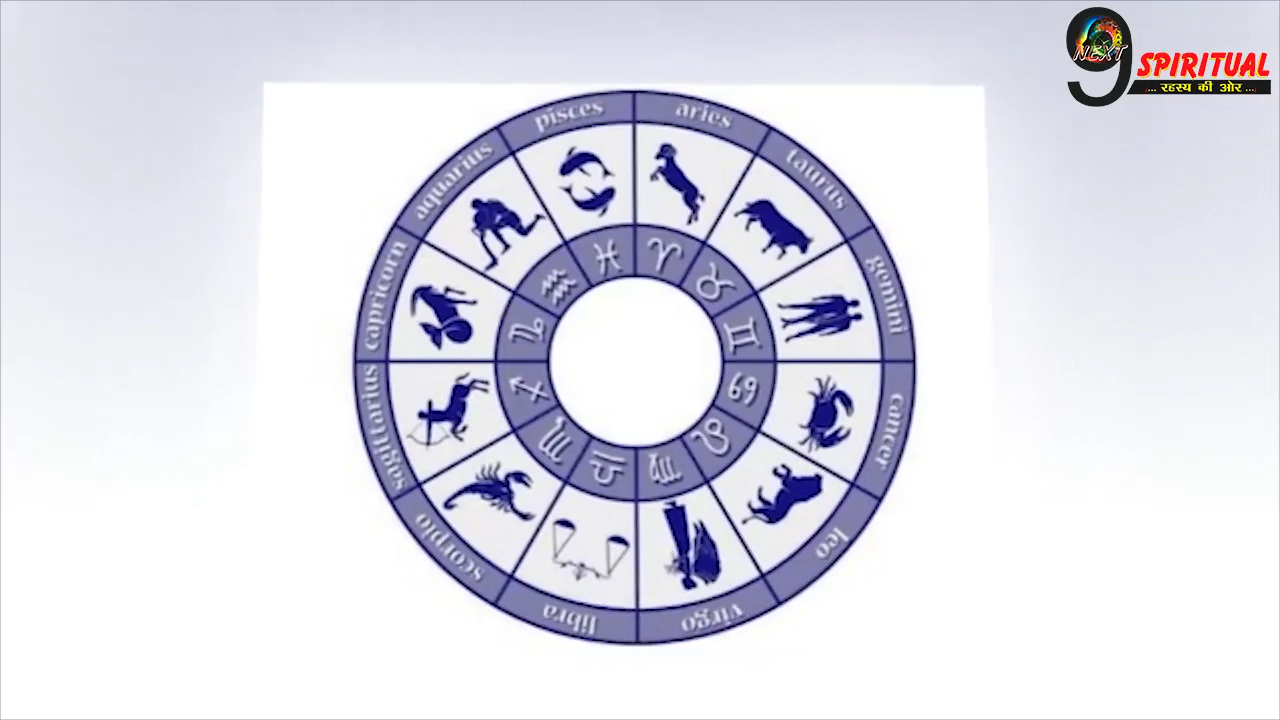 9
NEXT
SPIRITUAL
... रहस्य की ओर ...
aries
taurus
gemini
cancer
leo
virgo
libra
scorpio
sagittarius
capricorn
aquarius
pisces